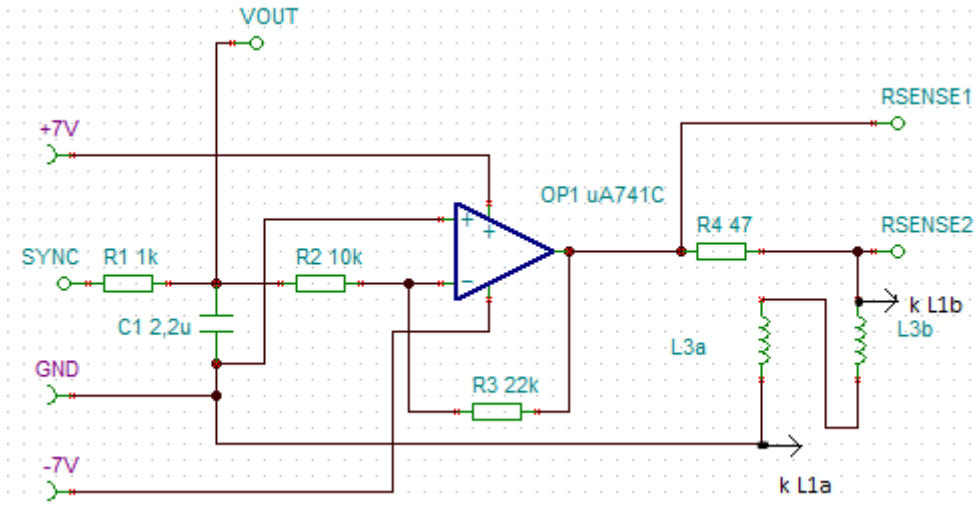 VOUT
RSENSE1
+7V
OP1 uA741C
+
+
R4 47
RSENSE2
SYNC
R1 1k
R2 10k
−
k L1b
C1 2,2u
L3a
L3b
GND
R3 22k
-7V
k L1a